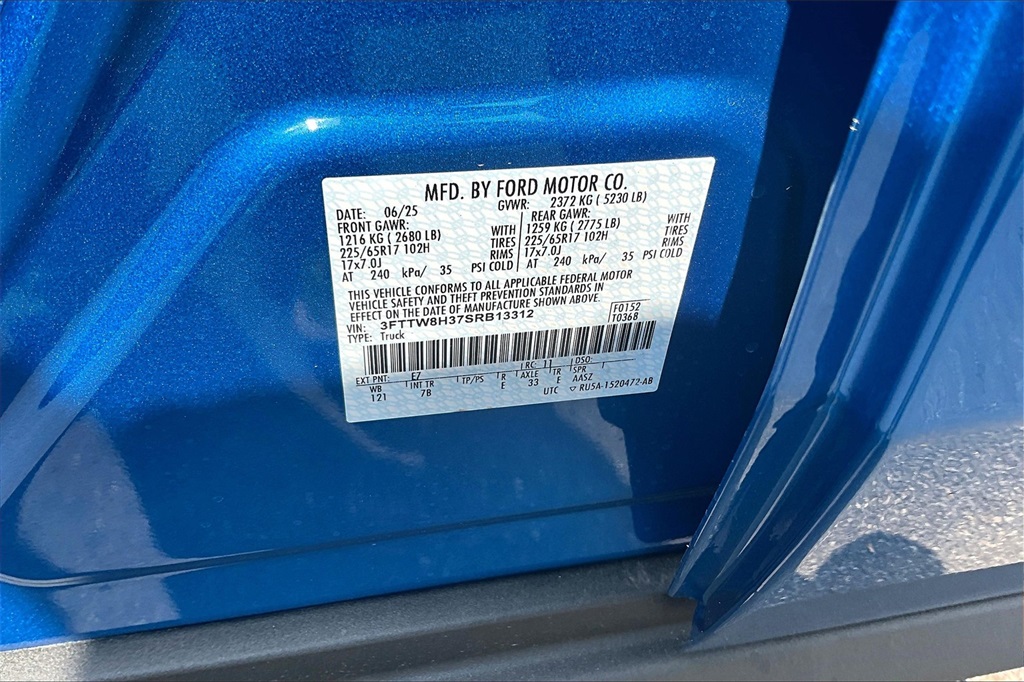 MFD. BY FORD MOTOR CO.
DATE: 06/25 GVWR: 2372 KG ( 5230 LB)
FRONT GAWR: REAR GAWR:
1216 KG ( 2680 LB) WITH 1259 KG ( 2775 LB) WITH
225/65R17 102H TIRES 225/65R17 102H TIRES
17x7.0J RIMS 17x7.0J RIMS
AT 240 kPa/ 35 PSI COLD AT 240 kPa/ 35 PSI COLD
THIS VEHICLE CONFORMS TO ALL APPLICABLE FEDERAL MOTOR
VEHICLE SAFETY AND THEFT PREVENTION STANDARDS IN
EFFECT ON THE DATE OF MANUFACTURE SHOWN ABOVE.
VIN: 3FTTW8H37SRB13312 F0152
TYPE: Truck T0368
EXT PNT: E7 RC: 11 DSO:
WB INT TR TP/PS R AXLE TR SPR
121 7B E 33 E AASZ
UTC ▽ RU5A-1520472-AB